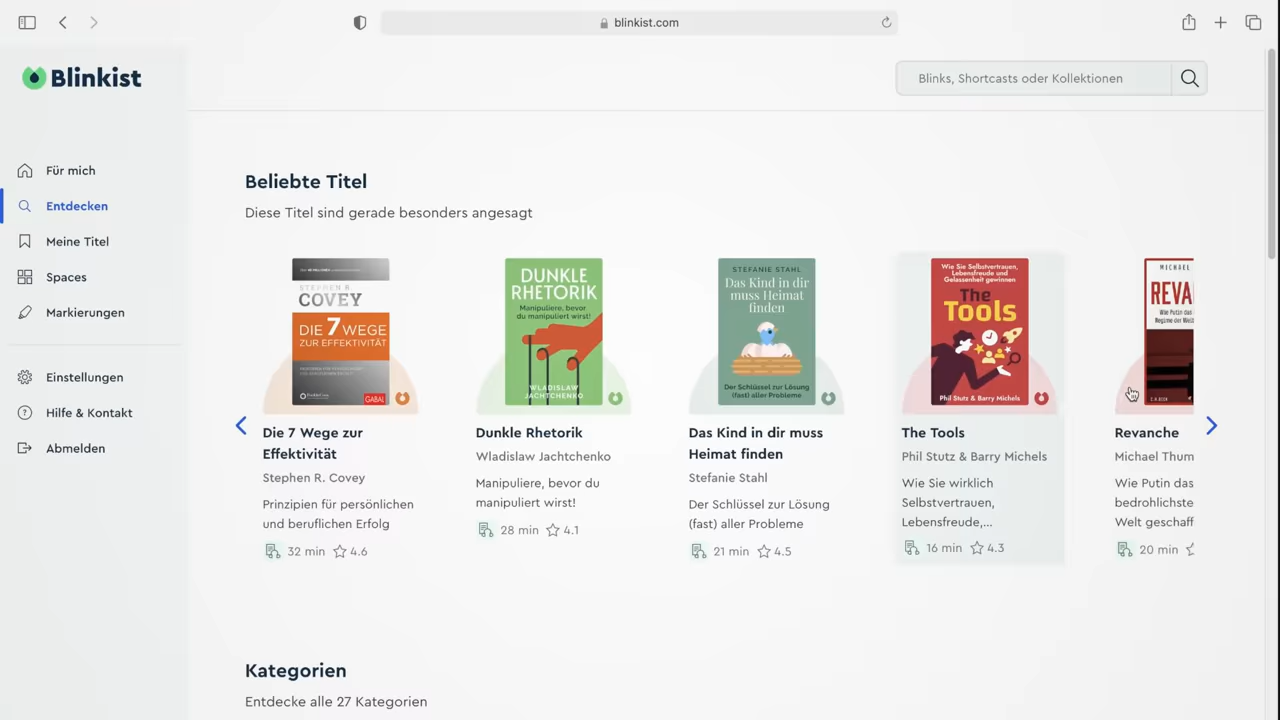 blinkist.com
Blinkist
Blinks, Shortcasts oder Kollektionen
Für mich
Entdecken
Meine Titel
Spaces
Markierungen
Einstellungen
Hilfe & Kontakt
Abmelden
Beliebte Titel
Diese Titel sind gerade besonders angesagt
STEPHEN R.
COVEY
DIE 7 WEGE
ZUR EFFEKTIVITÄT
GABAL
Die 7 Wege zur
Effektivität
Stephen R. Covey
Prinzipien für persönlichen
und beruflichen Erfolg
32 min 4.6
DUNKLE
RHETORIK
Manipuliere, bevor
du manipuliert wirst!
WLADISLAW
JACHTCHENKO
Dunkle Rhetorik
Wladislaw Jachtchenko
Manipuliere, bevor du
manipuliert wirst!
28 min 4.1
STEFANIE STAHL
Das Kind in dir
muss Heimat
finden
Der Schlüssel zur Lösung
(fast) aller Probleme
Das Kind in dir muss
Heimat finden
Stefanie Stahl
Der Schlüssel zur Lösung
(fast) aller Probleme
21 min 4.5
Wie Sie Selbstvertrauen,
Lebensfreude und
Gelassenheit gewinnen
The
Tools
Phil Stutz & Barry Michels
The Tools
Phil Stutz & Barry Michels
Wie Sie wirklich
Selbstvertrauen,
Lebensfreude,...
16 min 4.3
MICHAEL
REVA
Wie Putin das
Regime der Welt
C.H.BECK
Revanche
Michael Thum
Wie Putin das
bedrohlichste
Welt geschaff
20 min
Kategorien
Entdecke alle 27 Kategorien